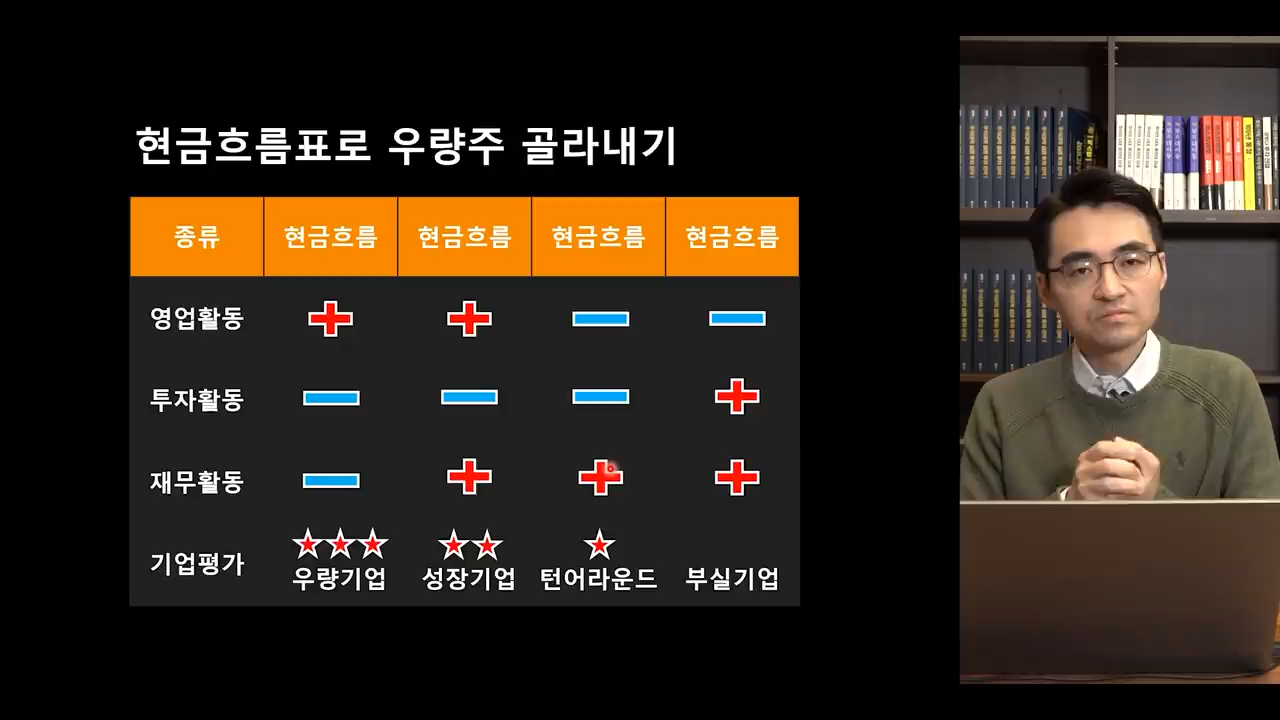 현금흐름표로 우량주 골라내기
종류 현금흐름 현금흐름 현금흐름 현금흐름
영업활동
투자활동
재무활동
기업평가 우량기업 성장기업 턴어라운드 부실기업